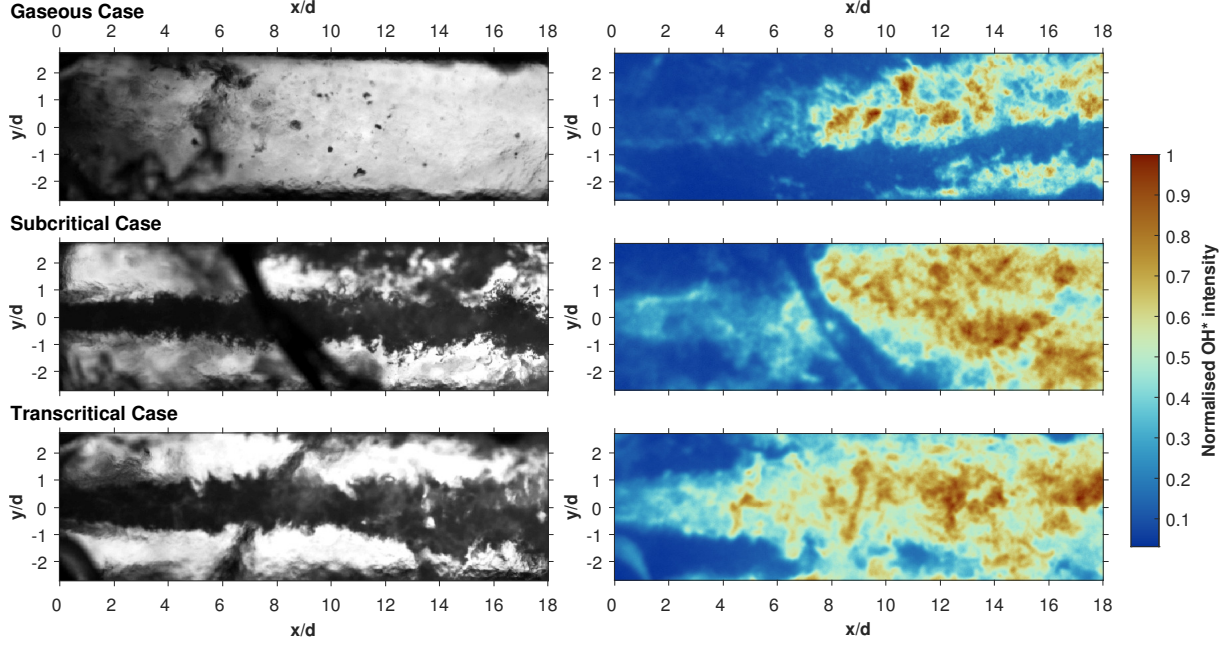 x/d x/d
Gaseous Case
0 2 4 6 8 10 12 14 16 18 0 2 4 6 8 10 12 14 16 18
2 2
1 1
y/d 0 y/d 0
-1 -1
-2 -2
Subcritical Case
2 2
1 1
y/d 0 y/d 0
-1 -1
-2 -2
Transcritical Case
2 2
1 1
y/d 0 y/d 0
-1 -1
-2 -2
0 2 4 6 8 10 12 14 16 18 0 2 4 6 8 10 12 14 16 18
x/d x/d
1
0.9
0.8
0.7
0.6
0.5
0.4
0.3
0.2
0.1
Normalised OH* intensity